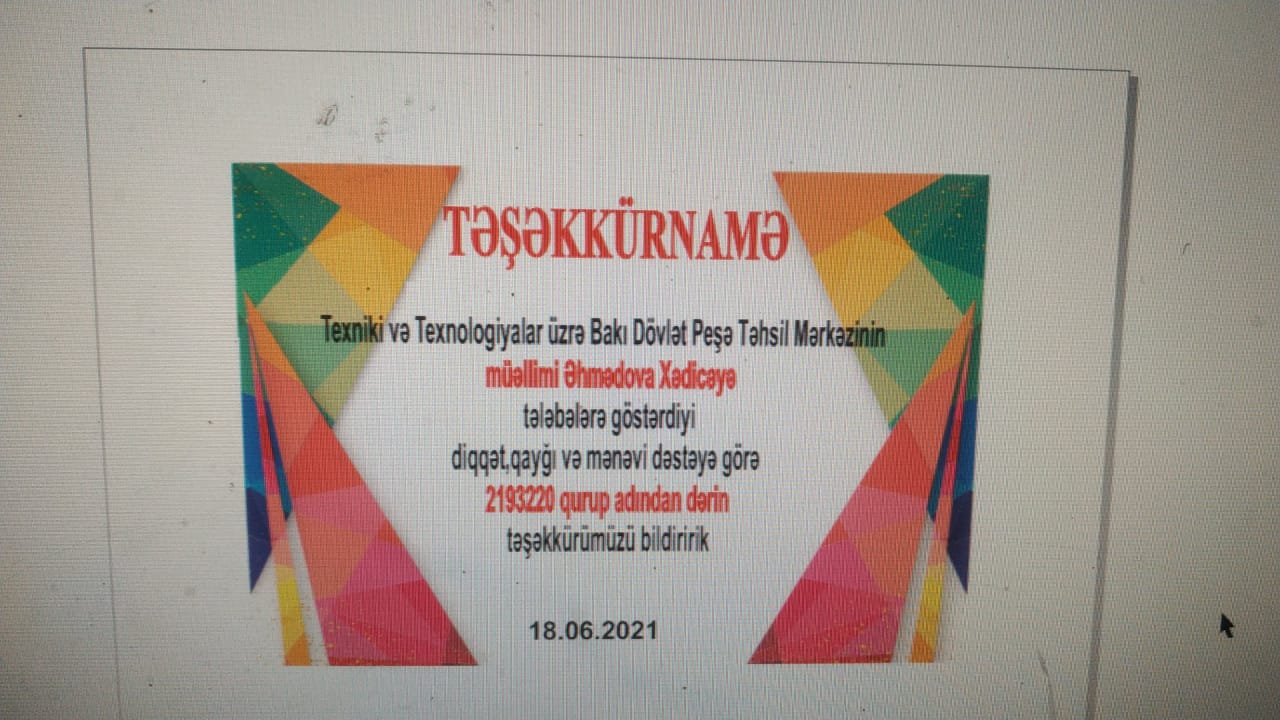 TƏŞƏKKÜRNAMƏ
Texniki və Texnologiyalar üzrə Bakı Dövlət Peşə Təhsil Mərkəzinin
müəllimi Əhmədova Xədicəyə
tələbələrə göstərdiyi
diqqət,qayğı və mənəvi dəstəyə görə
2193220 qurup adından dərin
təşəkkürümüzü bildiririk
18.06.2021